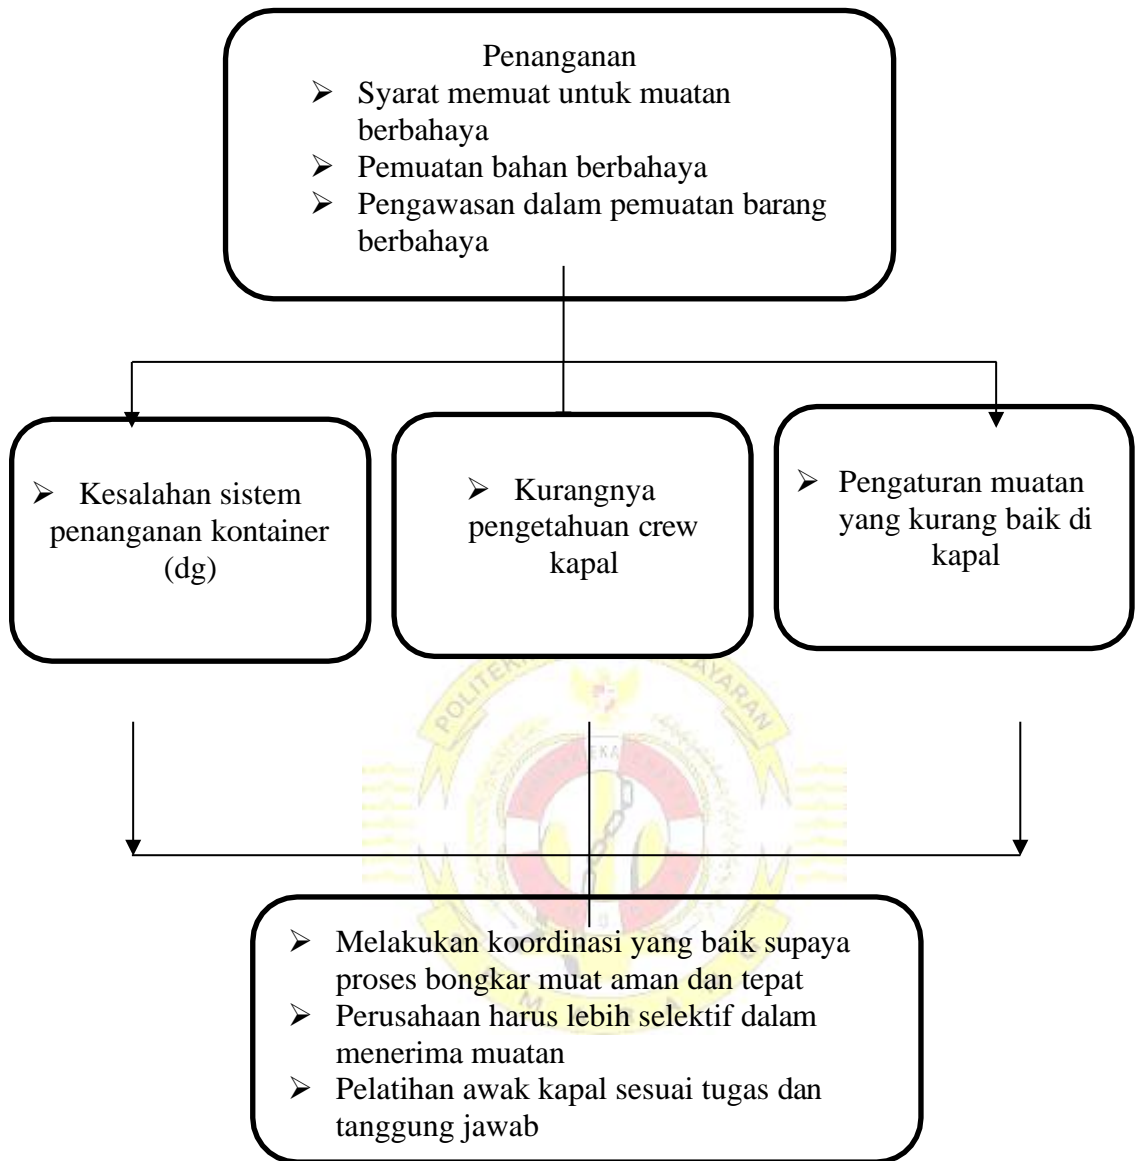 Penanganan
➢ Syarat memuat untuk muatan
berbahaya
➢ Pemuatan bahan berbahaya
➢ Pengawasan dalam pemuatan barang
berbahaya
➢ Kesalahan sistem
penanganan kontainer
(dg)
➢ Kurangnya
pengetahuan crew
kapal
➢ Pengaturan muatan
yang kurang baik di
kapal
➢ Melakukan koordinasi yang baik supaya
proses bongkar muat aman dan tepat
➢ Perusahaan harus lebih selektif dalam
menerima muatan
➢ Pelatihan awak kapal sesuai tugas dan
tanggung jawab